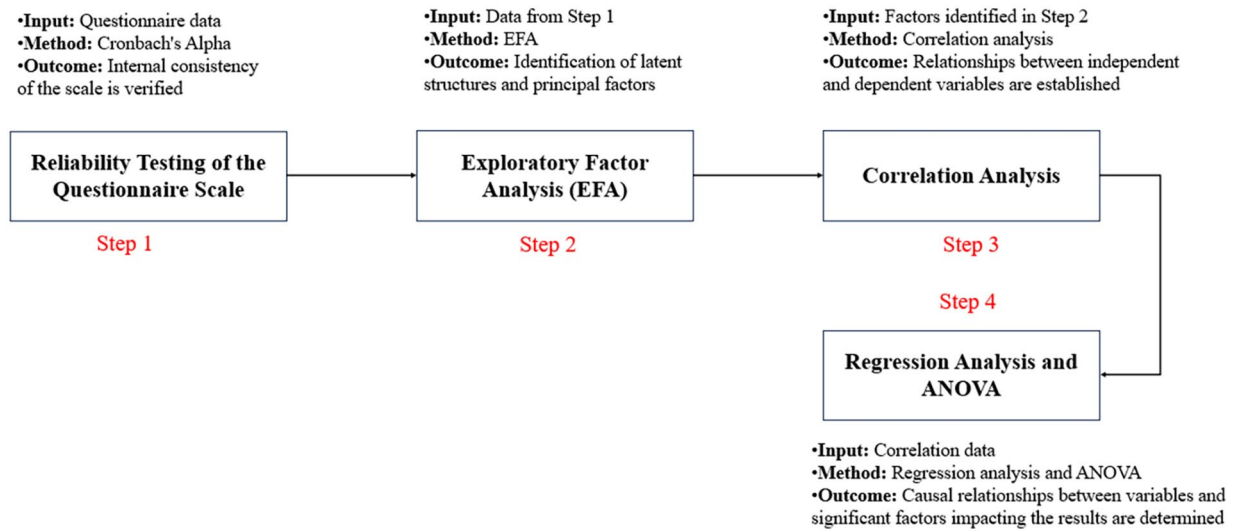 •Input: Questionnaire data
•Method: Cronbach's Alpha
•Outcome: Internal consistency
of the scale is verified
Reliability Testing of the
Questionnaire Scale
Step 1
•Input: Data from Step 1
•Method: EFA
•Outcome: Identification of latent
structures and principal factors
Exploratory Factor
Analysis (EFA)
Step 2
•Input: Factors identified in Step 2
•Method: Correlation analysis
•Outcome: Relationships between independent
and dependent variables are established
Correlation Analysis
Step 3
Step 4
Regression Analysis and
ANOVA
•Input: Correlation data
•Method: Regression analysis and ANOVA
•Outcome: Causal relationships between variables and
significant factors impacting the results are determined